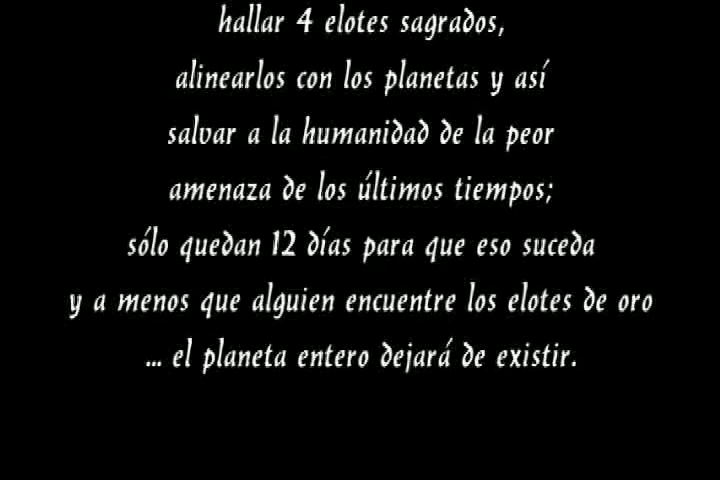 hallar 4 elotes sagrados,
alinearlos con los planetas y así
salvar a la humanidad de la peor
amenaza de los últimos tiempos;
sólo quedan 12 días para que eso suceda
y a menos que alguien encuentre los elotes de oro
... el planeta entero dejará de existir.